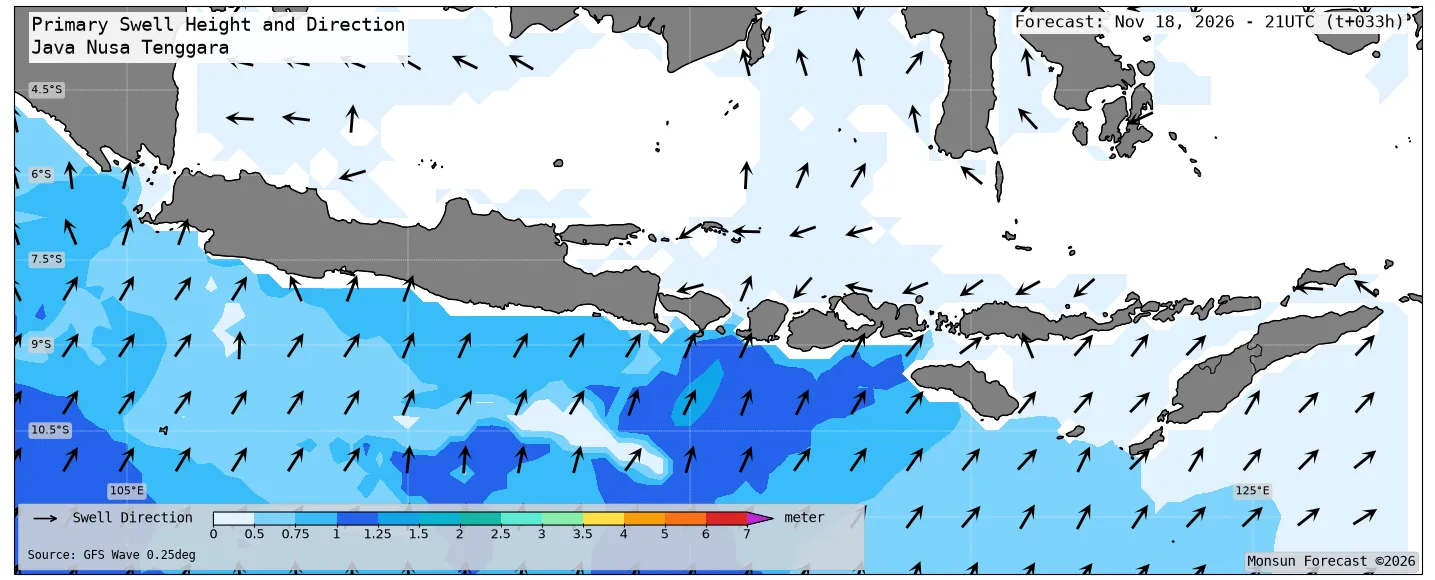 Primary Swell Height and Direction
Java Nusa Tenggara
Forecast: Nov 18, 2026 - 21UTC (t+033h)
4.5°S
6°S
7.5°S
9°S
10.5°S
105°E
125°E
Swell Direction
0 0.5 0.75 1 1.25 1.5 2 2.5 3 3.5 4 5 6 7
meter
Source: GFS Wave 0.25deg
Monsun Forecast ©2026